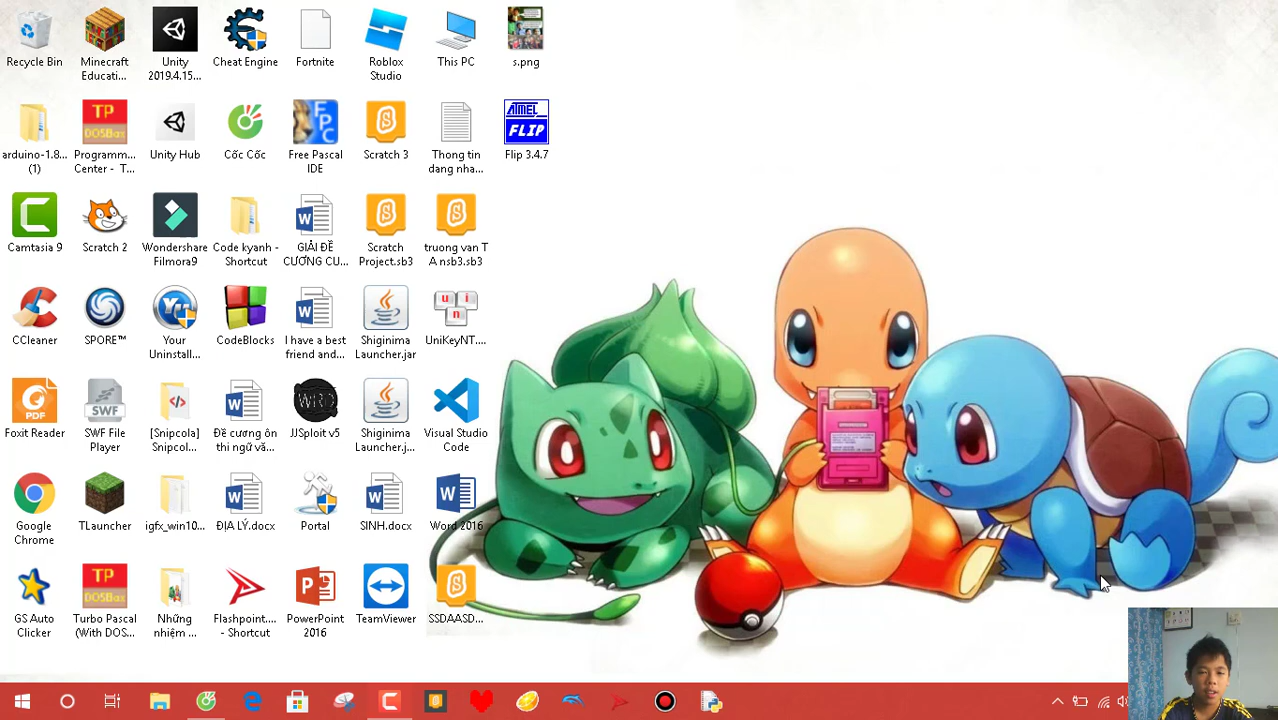 Recycle Bin
Minecraft
Educati...
Unity
2019.4.15...
Cheat Engine
Fortnite
Roblox
Studio
This PC
s.png
arduino-1.8...
(1)
TP
DOSBox
Programm...
Center - T...
Unity Hub
Cốc Cốc
FPC
Free Pascal
IDE
Scratch 3
Thong tin
dang nha...
ATMEL
FLIP
Flip 3.4.7
Camtasia 9
Scratch 2
Wondershare
Filmora9
Code kyanh -
Shortcut
GIẢI ĐỀ
CƯƠNG CU...
Scratch
Project.sb3
truong van T
A nsb3.sb3
CCleaner
SPORE™
Your
Uninstall...
CodeBlocks
I have a best
friend and...
Shiginima
Launcher.jar
u i n
UniKeyNT....
PDF
Foxit Reader
SWF
SWF File
Player
[Snipcola]
Đề cương ôn
thi ngữ vă...
WRD
JJSploit v5
Shiginima
Launcher.j...
Visual Studio
Code
Google
Chrome
TLauncher
igfx_win10...
ĐỊA LÝ.docx
Portal
SINH.docx
Word 2016
GS Auto
Clicker
TP
DOSBox
Turbo Pascal
(With DOS...
Những
nhiệm ...
Flashpoint....
- Shortcut
PowerPoint
2016
TeamViewer
SSDAASD...